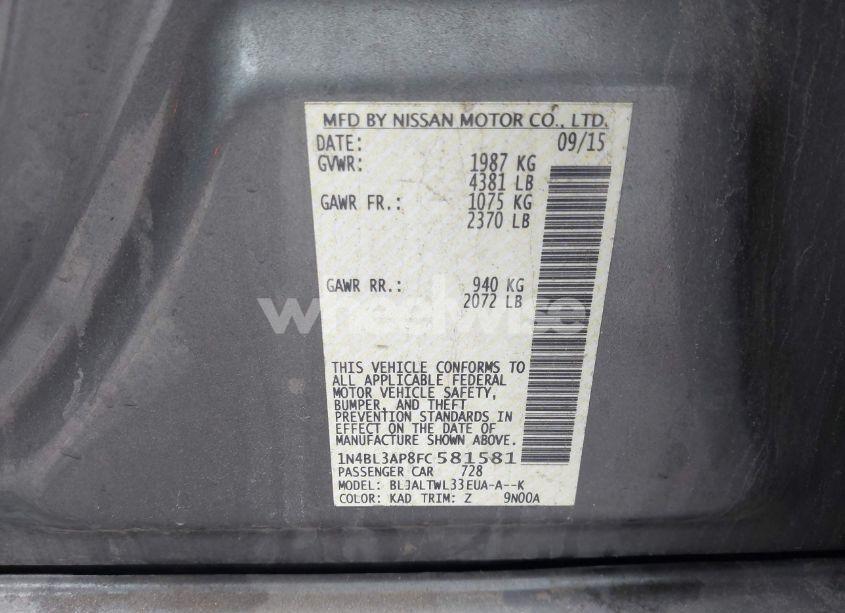 MFD BY NISSAN MOTOR CO., LTD.
DATE: 09/15
GVWR: 1987 KG
4381 LB
GAWR FR.: 1075 KG
2370 LB
GAWR RR.: 940 KG
2072 LB
wheelwise
THIS VEHICLE CONFORMS TO
ALL APPLICABLE FEDERAL
MOTOR VEHICLE SAFETY,
BUMPER, AND THEFT
PREVENTION STANDARDS IN
EFFECT ON THE DATE OF
MANUFACTURE SHOWN ABOVE.
1N4BL3AP8FC581581
PASSENGER CAR 728
MODEL: BL3ALTWL33EUA-A--K
COLOR: KAD TRIM: Z 9N00A